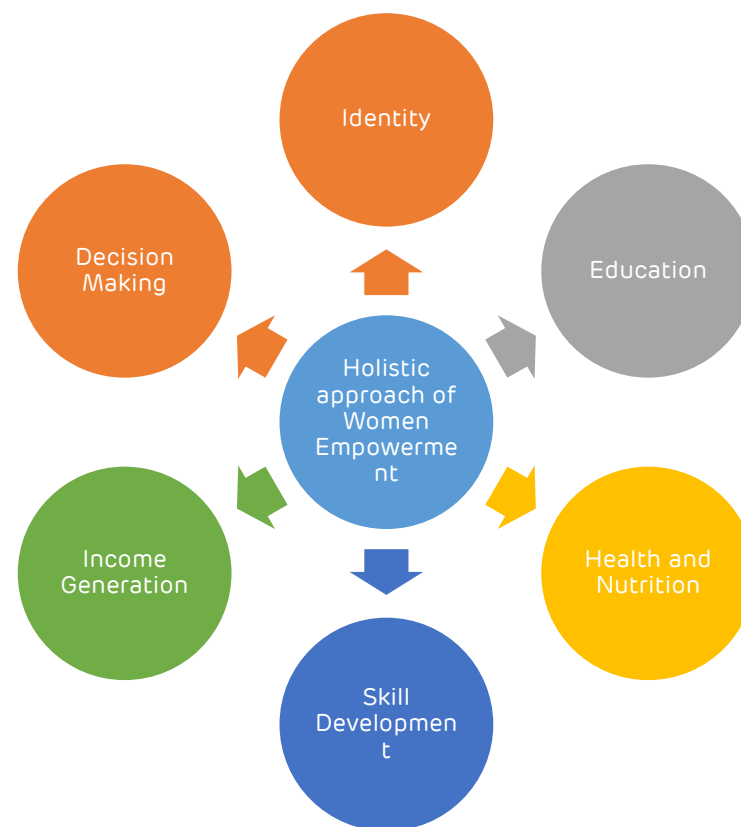 Identity
Decision
Making
Education
Holistic
approach of
Women
Empowerme
nt
Income
Generation
Health and
Nutrition
Skill
Developmen
t